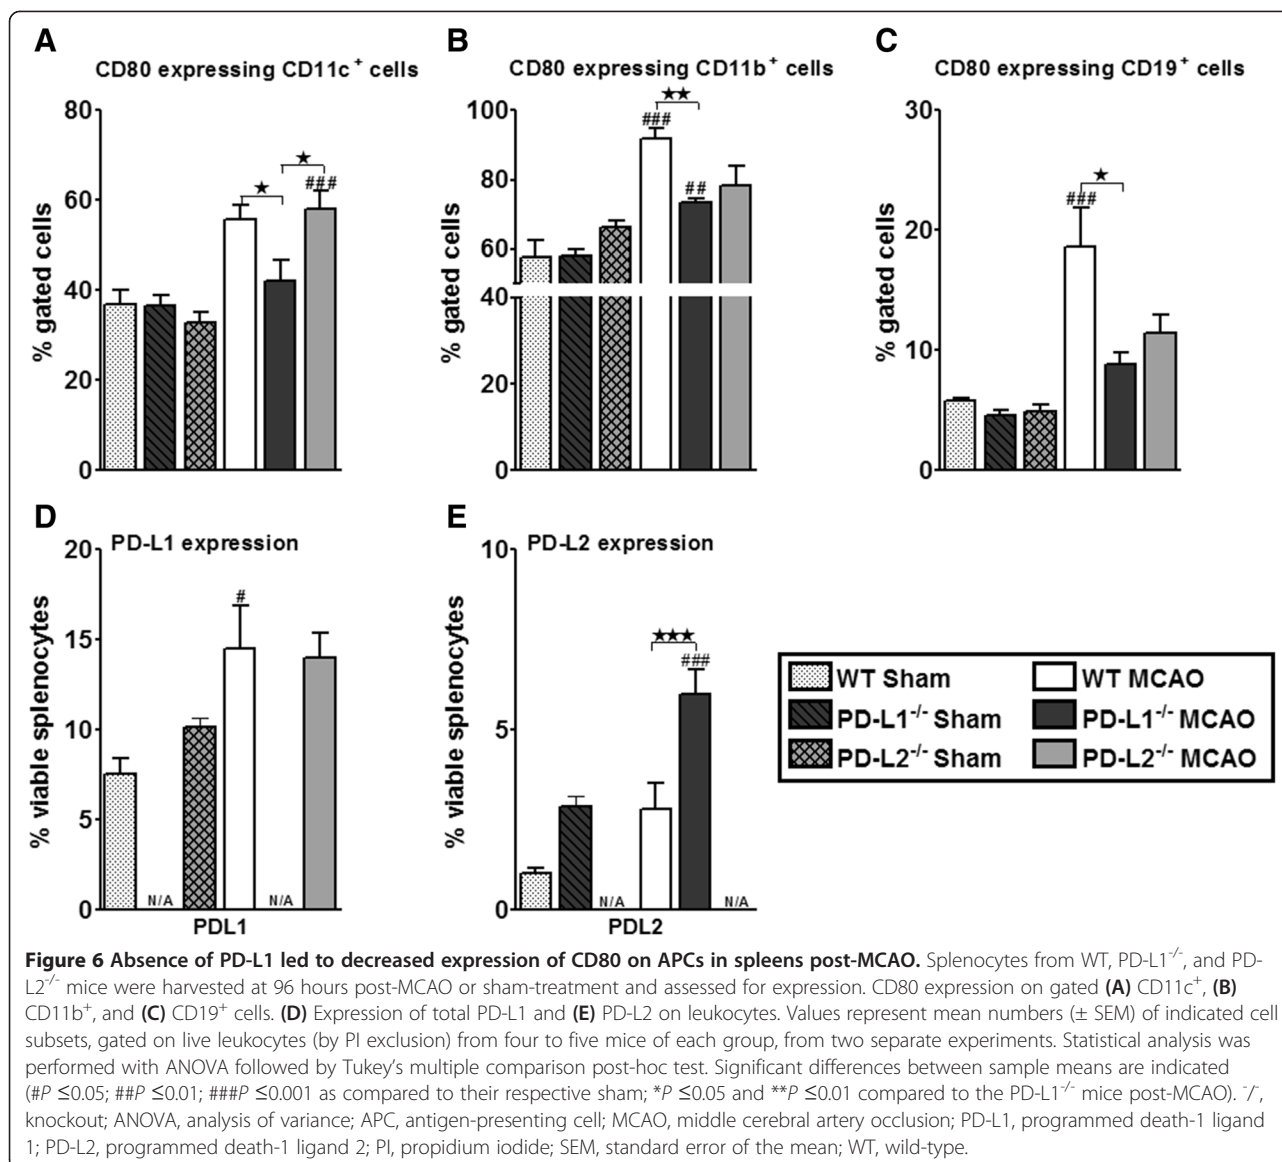 A
CD80 expressing CD11c+ cells
% gated cells
80
60
40
20
0
★
★
###
B
CD80 expressing CD11b+ cells
% gated cells
100
80
60
40
20
0
###
★★
##
C
CD80 expressing CD19+ cells
% gated cells
30
20
10
0
###
★
D
PD-L1 expression
% viable splenocytes
20
15
10
5
0
#
N/A
N/A
PDL1
E
PD-L2 expression
% viable splenocytes
10
5
0
★★★
###
N/A
N/A
PDL2
WT Sham
WT MCAO
PD-L1-/- Sham
PD-L1-/- MCAO
PD-L2-/- Sham
PD-L2-/- MCAO
Figure 6 Absence of PD-L1 led to decreased expression of CD80 on APCs in spleens post-MCAO. Splenocytes from WT, PD-L1-/-, and PD-
L2-/- mice were harvested at 96 hours post-MCAO or sham-treatment and assessed for expression. CD80 expression on gated (A) CD11c+, (B)
CD11b+, and (C) CD19+ cells. (D) Expression of total PD-L1 and (E) PD-L2 on leukocytes. Values represent mean numbers (± SEM) of indicated cell
subsets, gated on live leukocytes (by PI exclusion) from four to five mice of each group, from two separate experiments. Statistical analysis was
performed with ANOVA followed by Tukey's multiple comparison post-hoc test. Significant differences between sample means are indicated
(#P ≤0.05; ##P ≤0.01; ###P ≤0.001 as compared to their respective sham; *P ≤0.05 and **P ≤0.01 compared to the PD-L1-/- mice post-MCAO). -/-,
knockout; ANOVA, analysis of variance; APC, antigen-presenting cell; MCAO, middle cerebral artery occlusion; PD-L1, programmed death-1 ligand
1; PD-L2, programmed death-1 ligand 2; PI, propidium iodide; SEM, standard error of the mean; WT, wild-type.